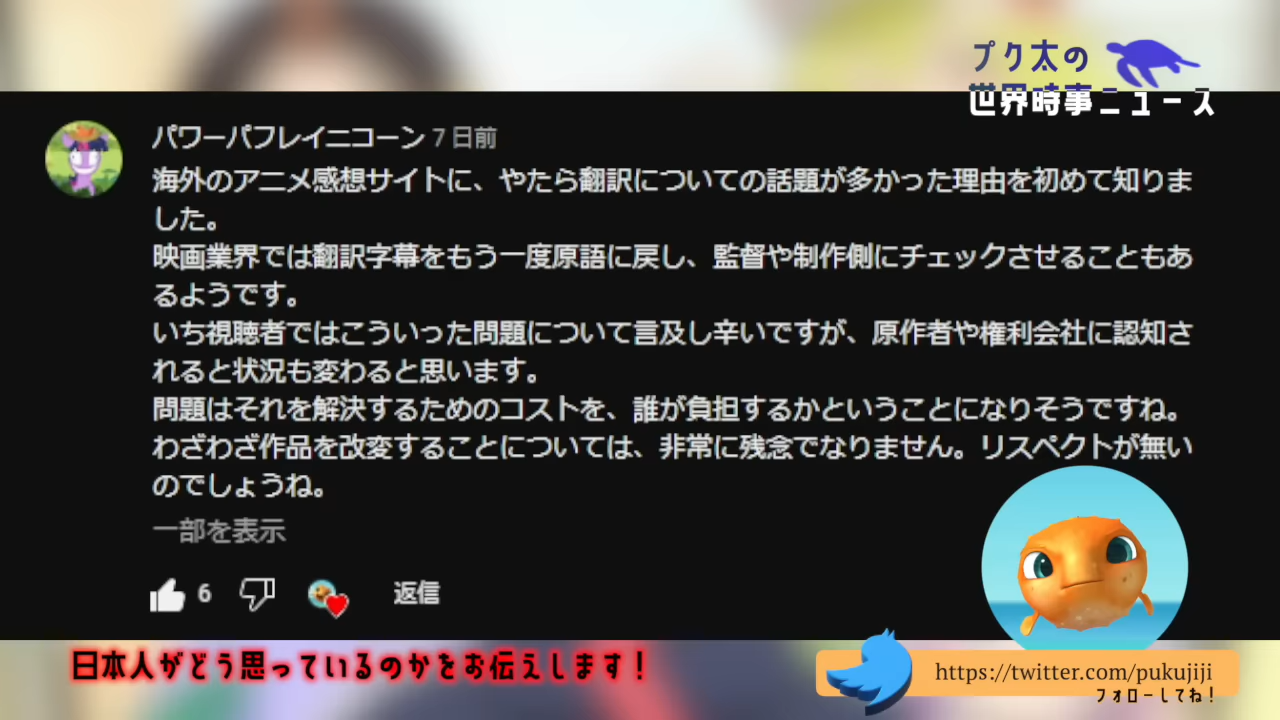 プク太の
世界時事ニュース
パワーパフレイニコーン 7 日前
海外のアニメ感想サイトに、やたら翻訳についての話題が多かった理由を初めて知りま
した。
映画業界では翻訳字幕をもう一度原語に戻し、監督や制作側にチェックさせることもあ
るようです。
いち視聴者ではこういった問題について言及し辛いですが、原作者や権利会社に認知さ
れると状況も変わると思います。
問題はそれを解決するためのコストを、誰が負担するかということになりそうですね。
わざわざ作品を改変することについては、非常に残念でなりません。リスペクトが無い
のでしょうね。
一部を表示
6
返信
日本人がどう思っているのかをお伝えします！
https://twitter.com/pukujiji
フォローしてね！